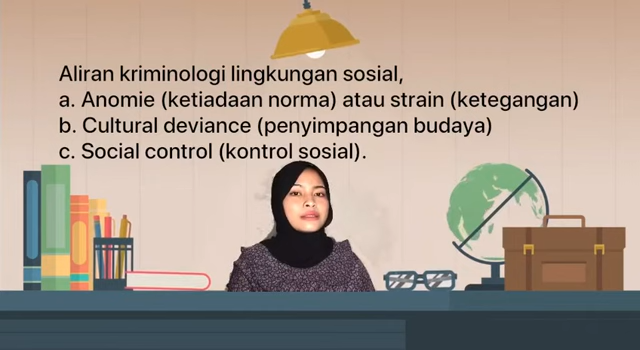 Aliran kriminologi lingkungan sosial,
a. Anomie (ketiadaan norma) atau strain (ketegangan)
b. Cultural deviance (penyimpangan budaya)
c. Social control (kontrol sosial).